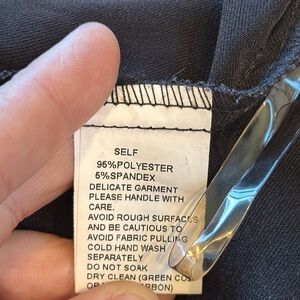 SELF
95%POLYESTER
5%SPANDEX
DELICATE GARMENT
PLEASE HANDLE WITH
CARE.
AVOID ROUGH SURFACES
AND BE CAUTIOUS TO
AVOID FABRIC PULLING
COLD HAND WASH
SEPARATELY
DO NOT SOAK
DRY CLEAN (GREEN